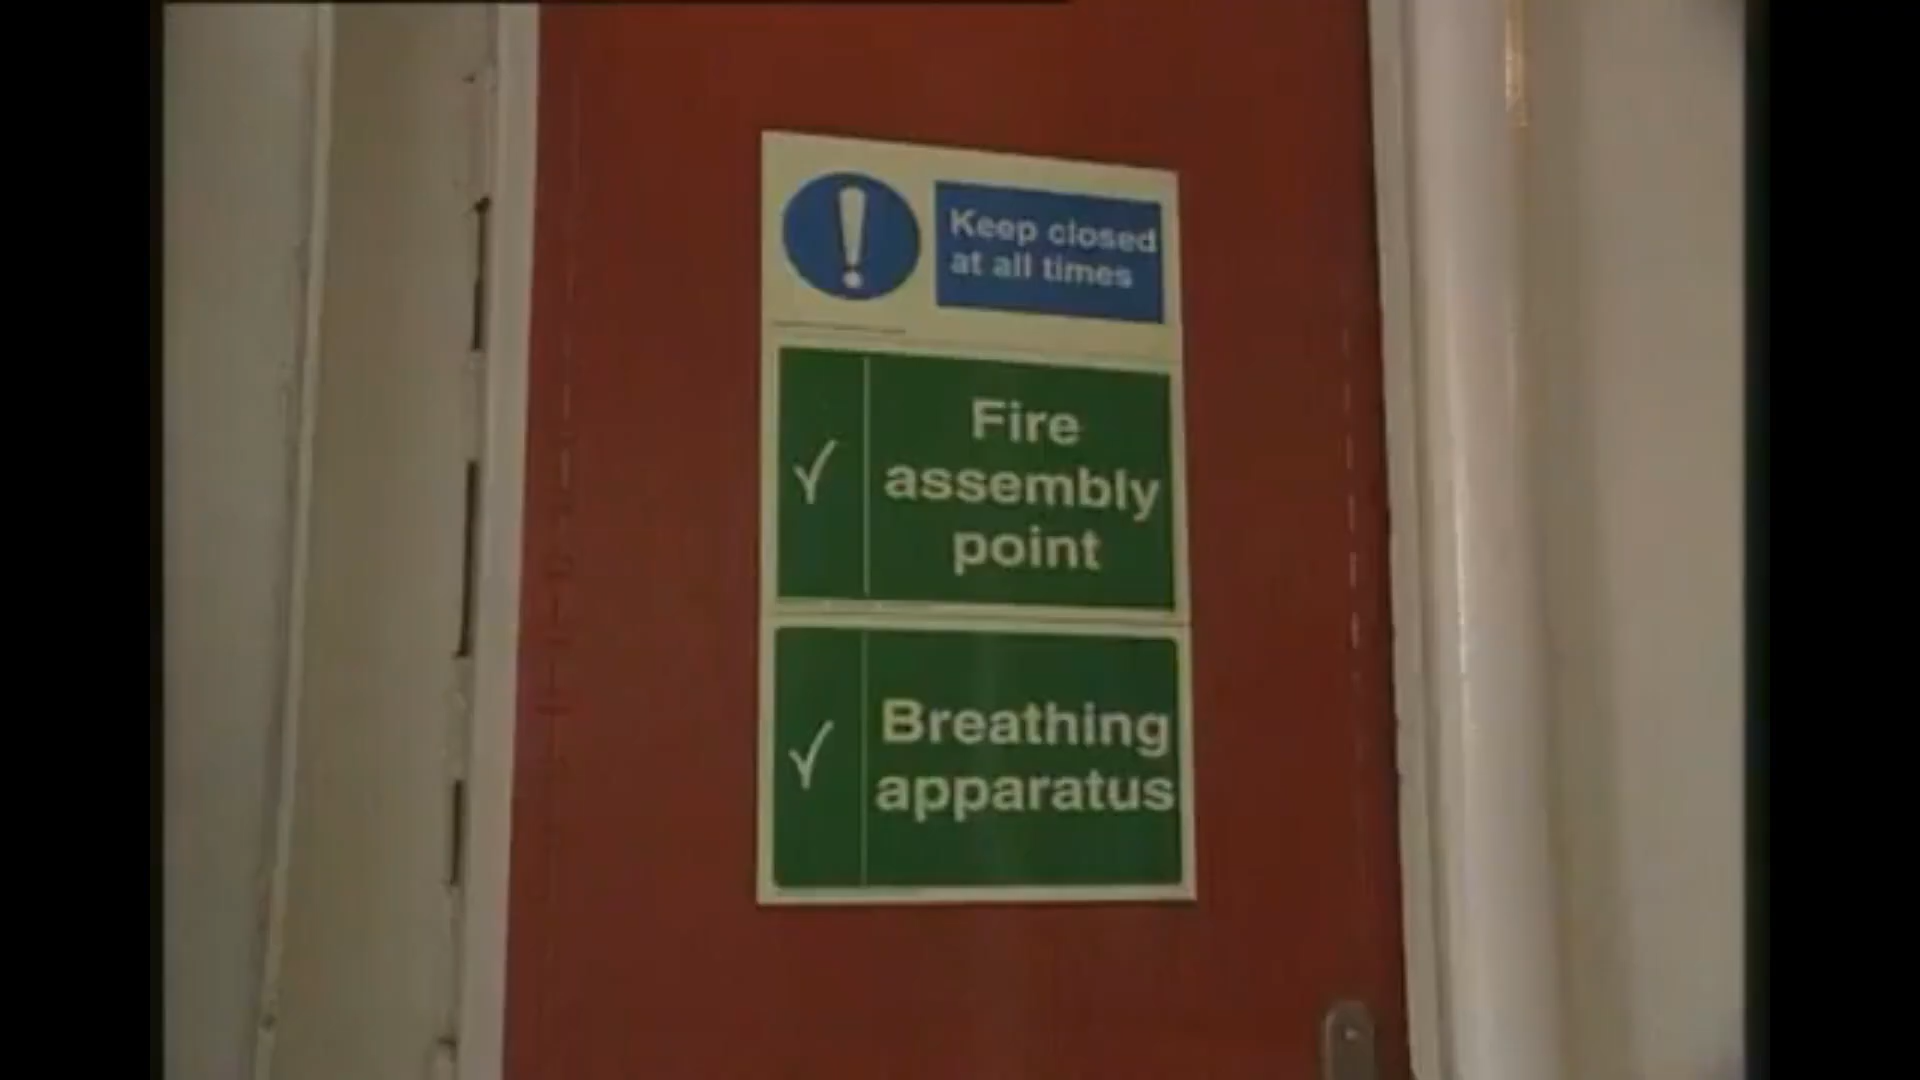 Keep closed
at all times
Fire
assembly
point
Breathing
apparatus